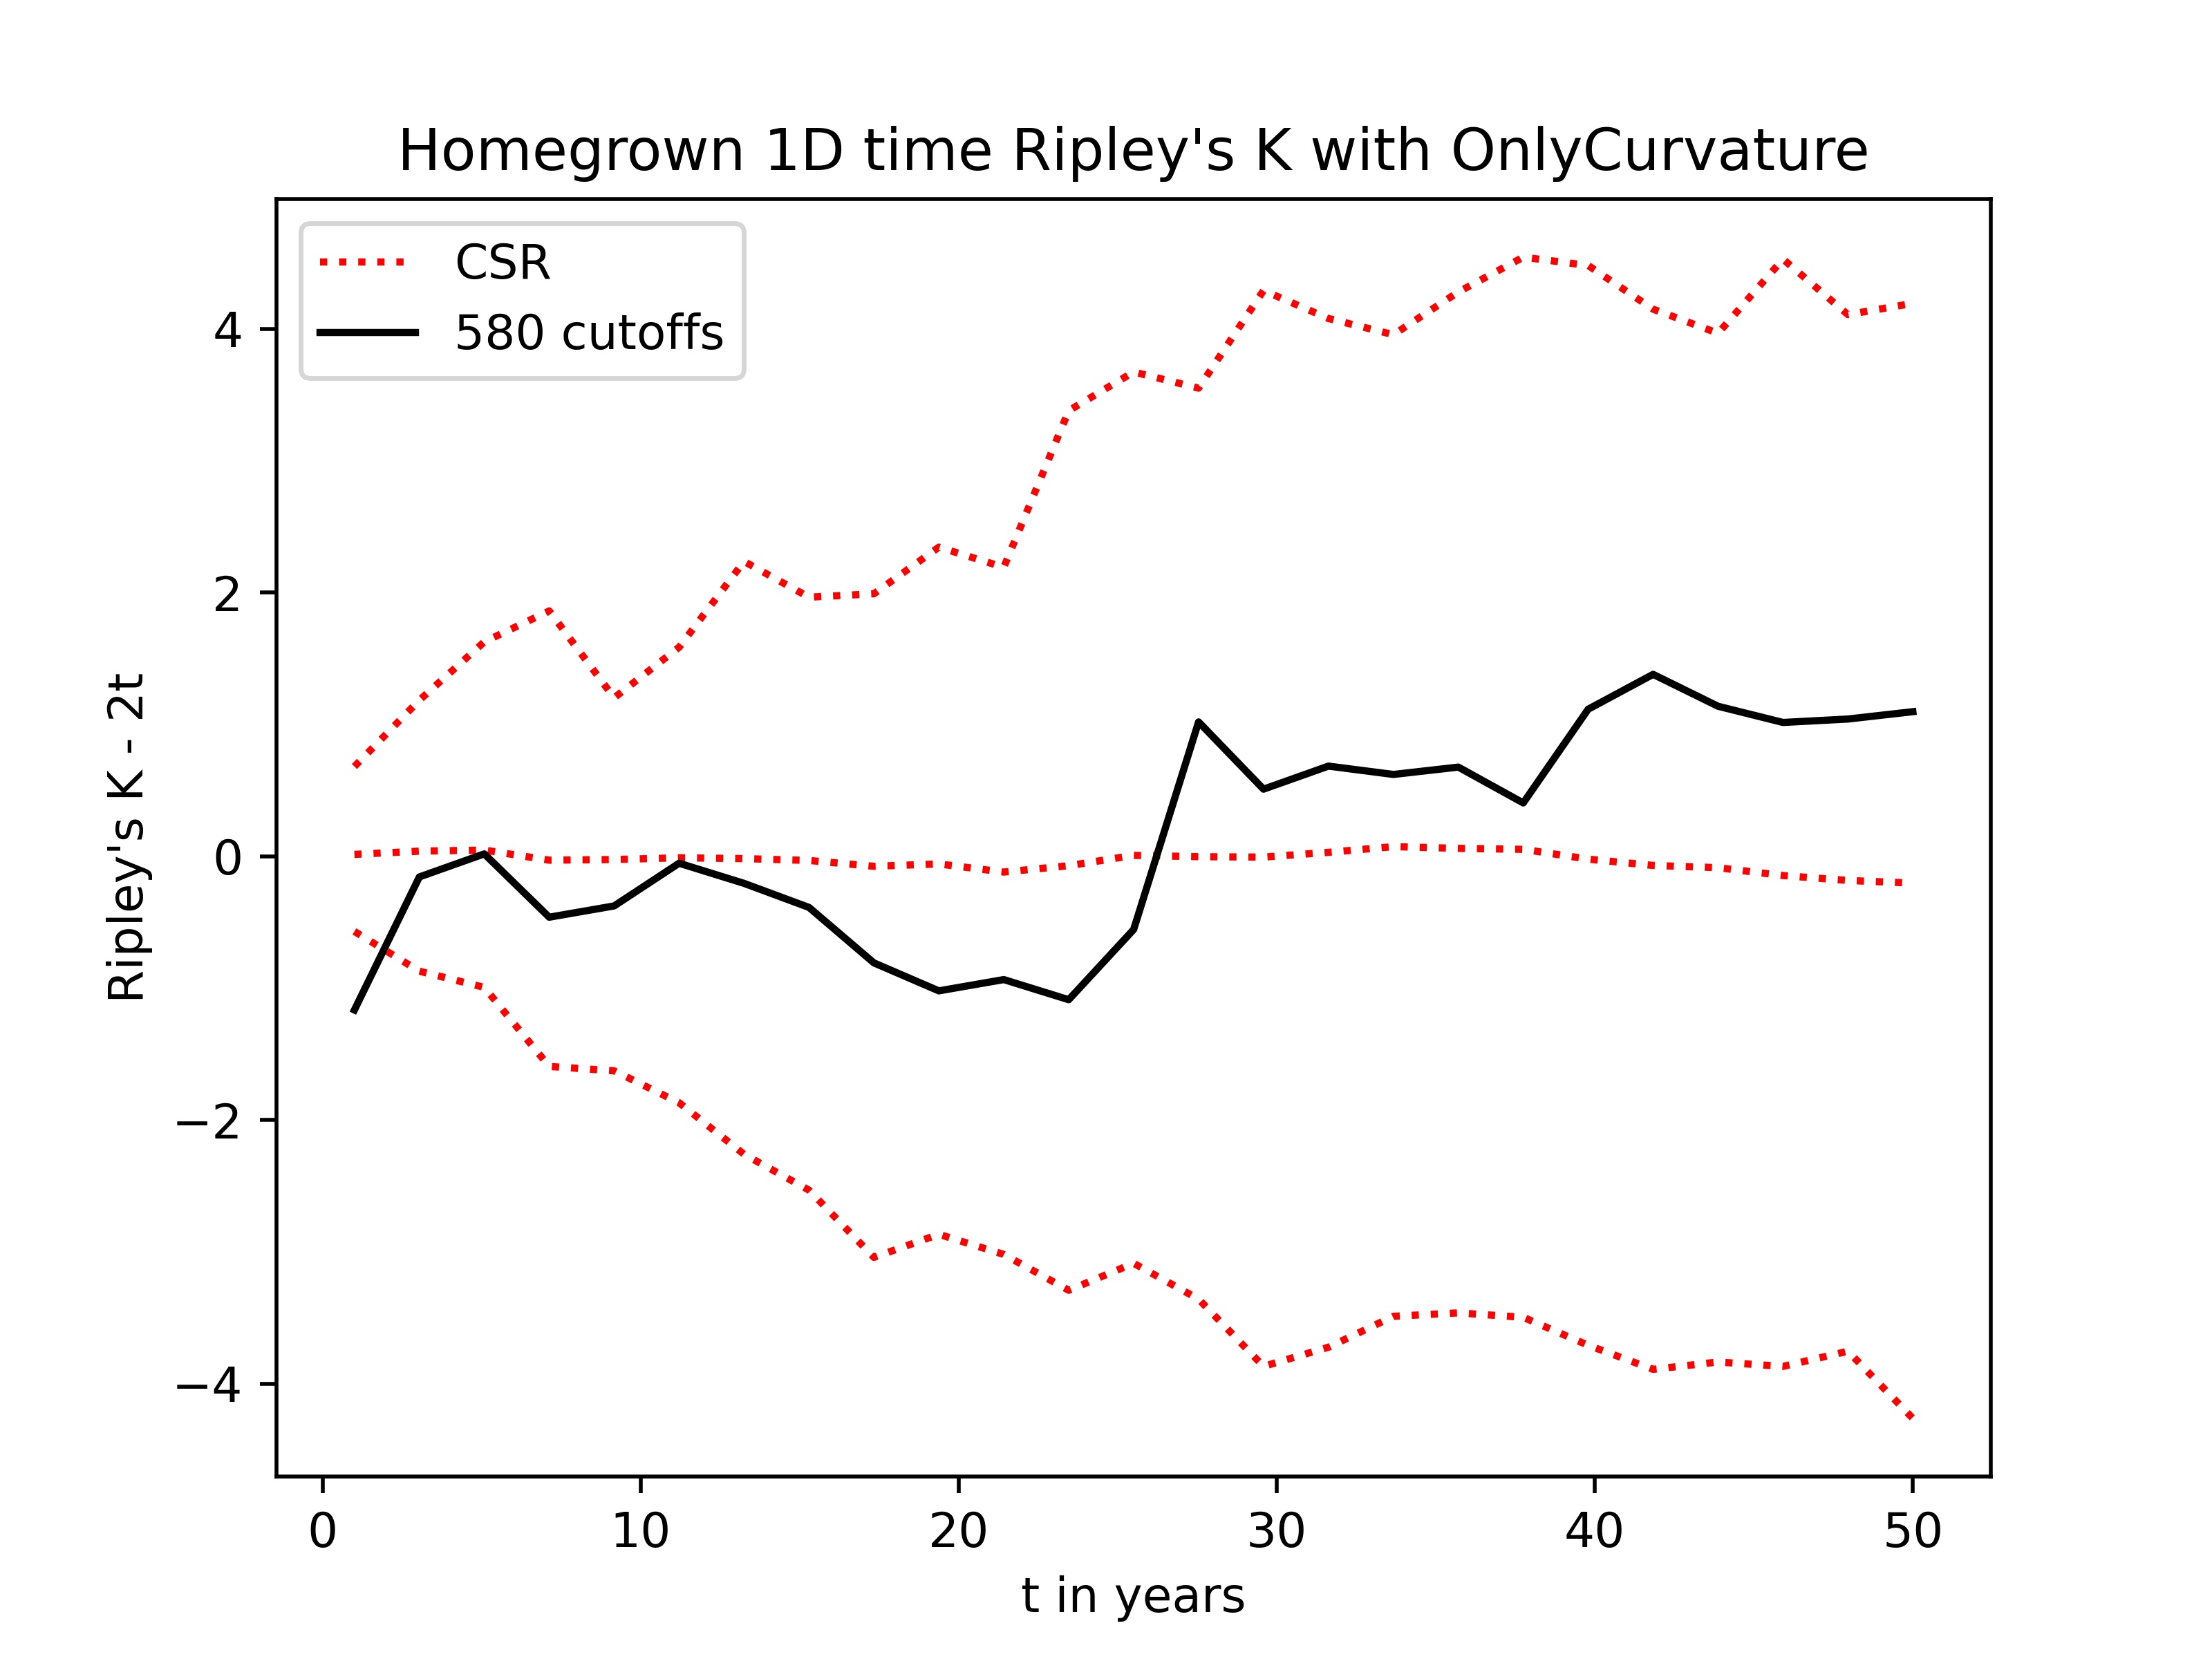 Homegrown 1D time Ripley's K with OnlyCurvature
CSR
580 cutoffs
Ripley's K - 2t
4
2
0
−2
−4
0 10 20 30 40 50
t in years